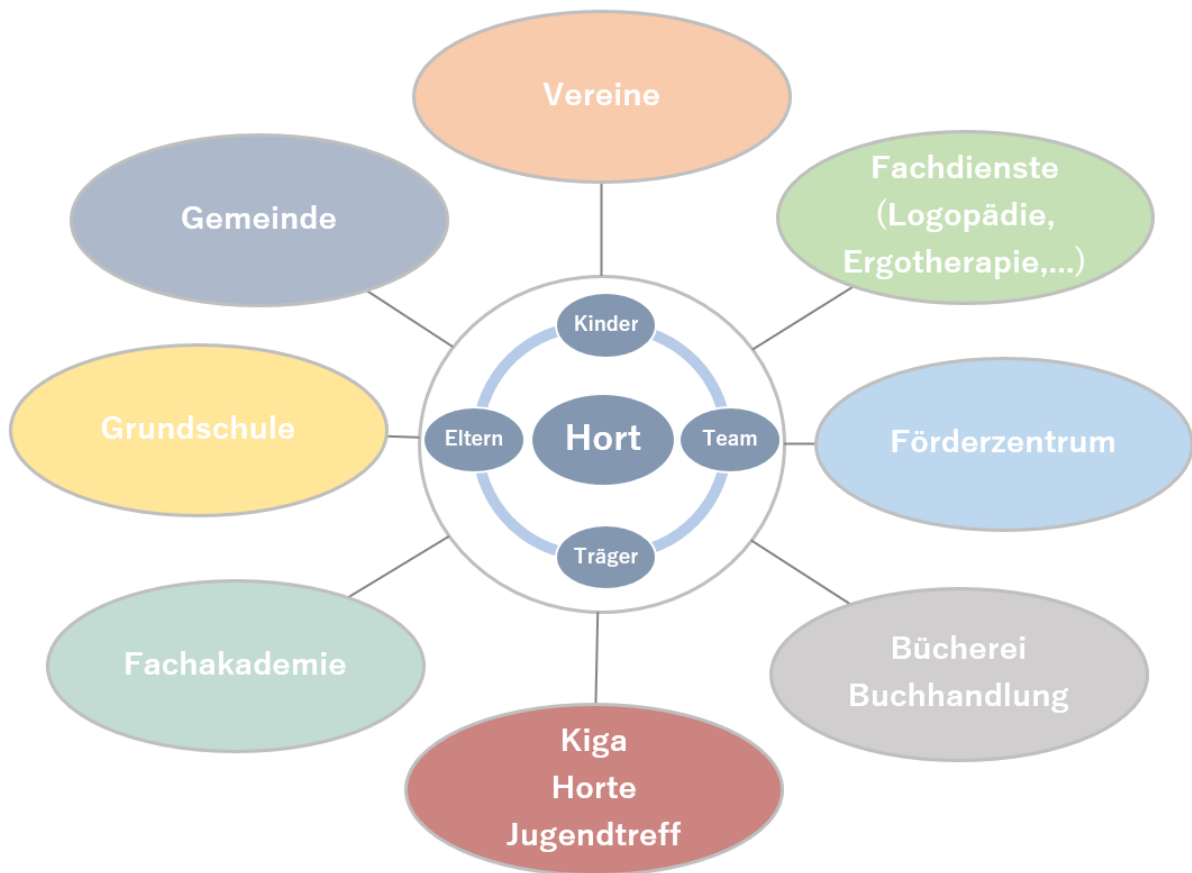 Vereine
Fachdienste
(Logopädie,
Ergotherapie,...)
Gemeinde
Kinder
Grundschule
Eltern
Hort
Team
Förderzentrum
Träger
Fachakademie
Bücherei
Buchhandlung
Kiga
Horte
Jugendtreff